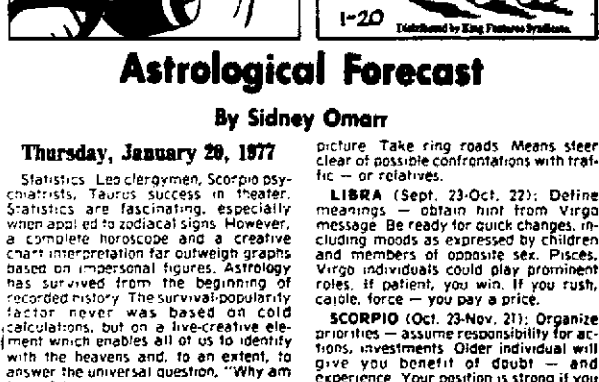 1-20
Distributed by King Features Syndicate.
Astrological Forecast
By Sidney Omarr
Thursday, January 20, 1977
Statistics: Leo clergymen, Scorpio psy-
chiatrists, Taurus success in theater.
Statistics are fascinating, especially
when applied to zodiacal signs. However,
a complete horoscope and a creative
chart interpretation far outweigh graphs
based on impersonal figures. Astrology
has survived from the beginning of
recorded history. The survival-popularity
factor never was based on cold
calculations, but on a live-creative ele-
ment which enables all of us to identify
with the heavens and, to an extent, to
answer the universal question, "Why am
picture. Take ring roads. Means steer
clear of possible confrontations with traf-
fic — or relatives.
LIBRA (Sept. 23-Oct. 22): Define
meanings — obtain hint from Virgo
message. Be ready for quick changes, in-
cluding moods as expressed by children
and members of opposite sex. Pisces,
Virgo individuals could play prominent
roles. If patient, you win. If you rush,
cajole, force — you pay a price.
SCORPIO (Oct. 23-Nov. 21): Organize
priorities — assume responsibility for ac-
tions, investments. Older individual will
give you benefit of doubt — and
experience. Your position is strong if you